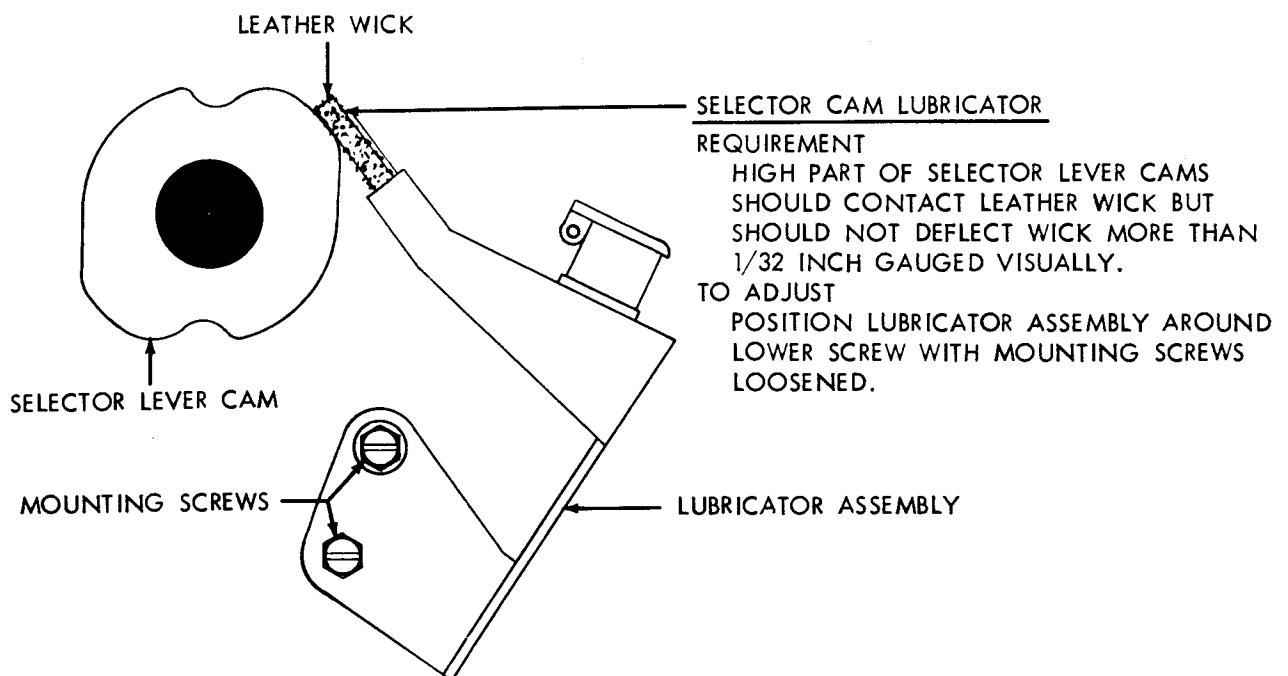 LEATHER WICK
SELECTOR CAM LUBRICATOR
REQUIREMENT
HIGH PART OF SELECTOR LEVER CAMS
SHOULD CONTACT LEATHER WICK BUT
SHOULD NOT DEFLECT WICK MORE THAN
1/32 INCH GAUGED VISUALLY.
TO ADJUST
POSITION LUBRICATOR ASSEMBLY AROUND
LOWER SCREW WITH MOUNTING SCREWS
LOOSENED.
SELECTOR LEVER CAM
MOUNTING SCREWS
LUBRICATOR ASSEMBLY